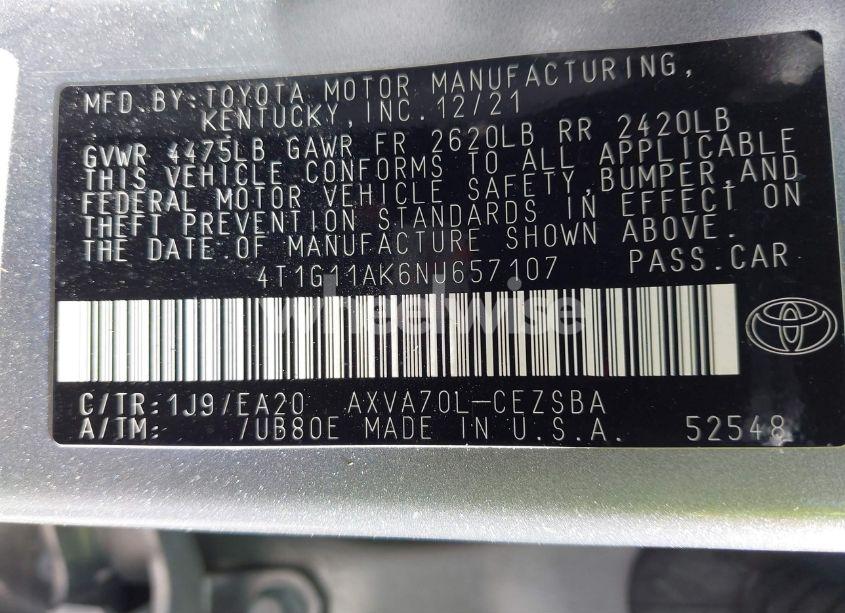 MFD.BY:TOYOTA MOTOR MANUFACTURING,
KENTUCKY,INC.12/21
GVWR 4475LB GAWR FR 2620LB RR 2420LB
THIS VEHICLE CONFORMS TO ALL APPLICABLE
FEDERAL MOTOR VEHICLE SAFETY,BUMPER,AND
THEFT PREVENTION STANDARDS IN EFFECT ON
THE DATE OF MANUFACTURE SHOWN ABOVE.
4T1G11AK6NU657107 PASS.CAR
wheelwise
C/TR:1J9/EA20 AXVA70L-CEZSBA
A/TM: /UB80E MADE IN U.S.A. 52548